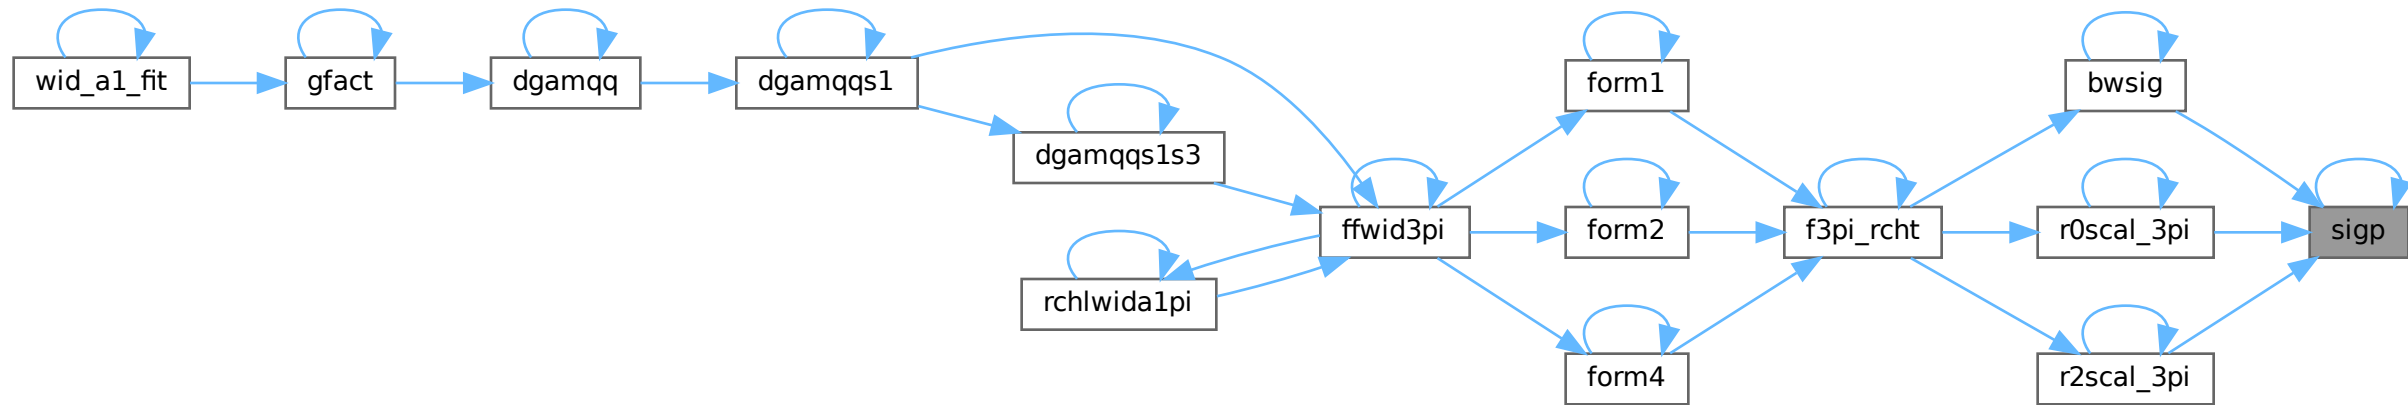 wid_a1_fit
gfact
dgamqq
dgamqqs1
dgamqqs1s3
rchlwida1pi
ffwid3pi
form1
form2
form4
f3pi_rcht
bwsig
r0scal_3pi
r2scal_3pi
sigp